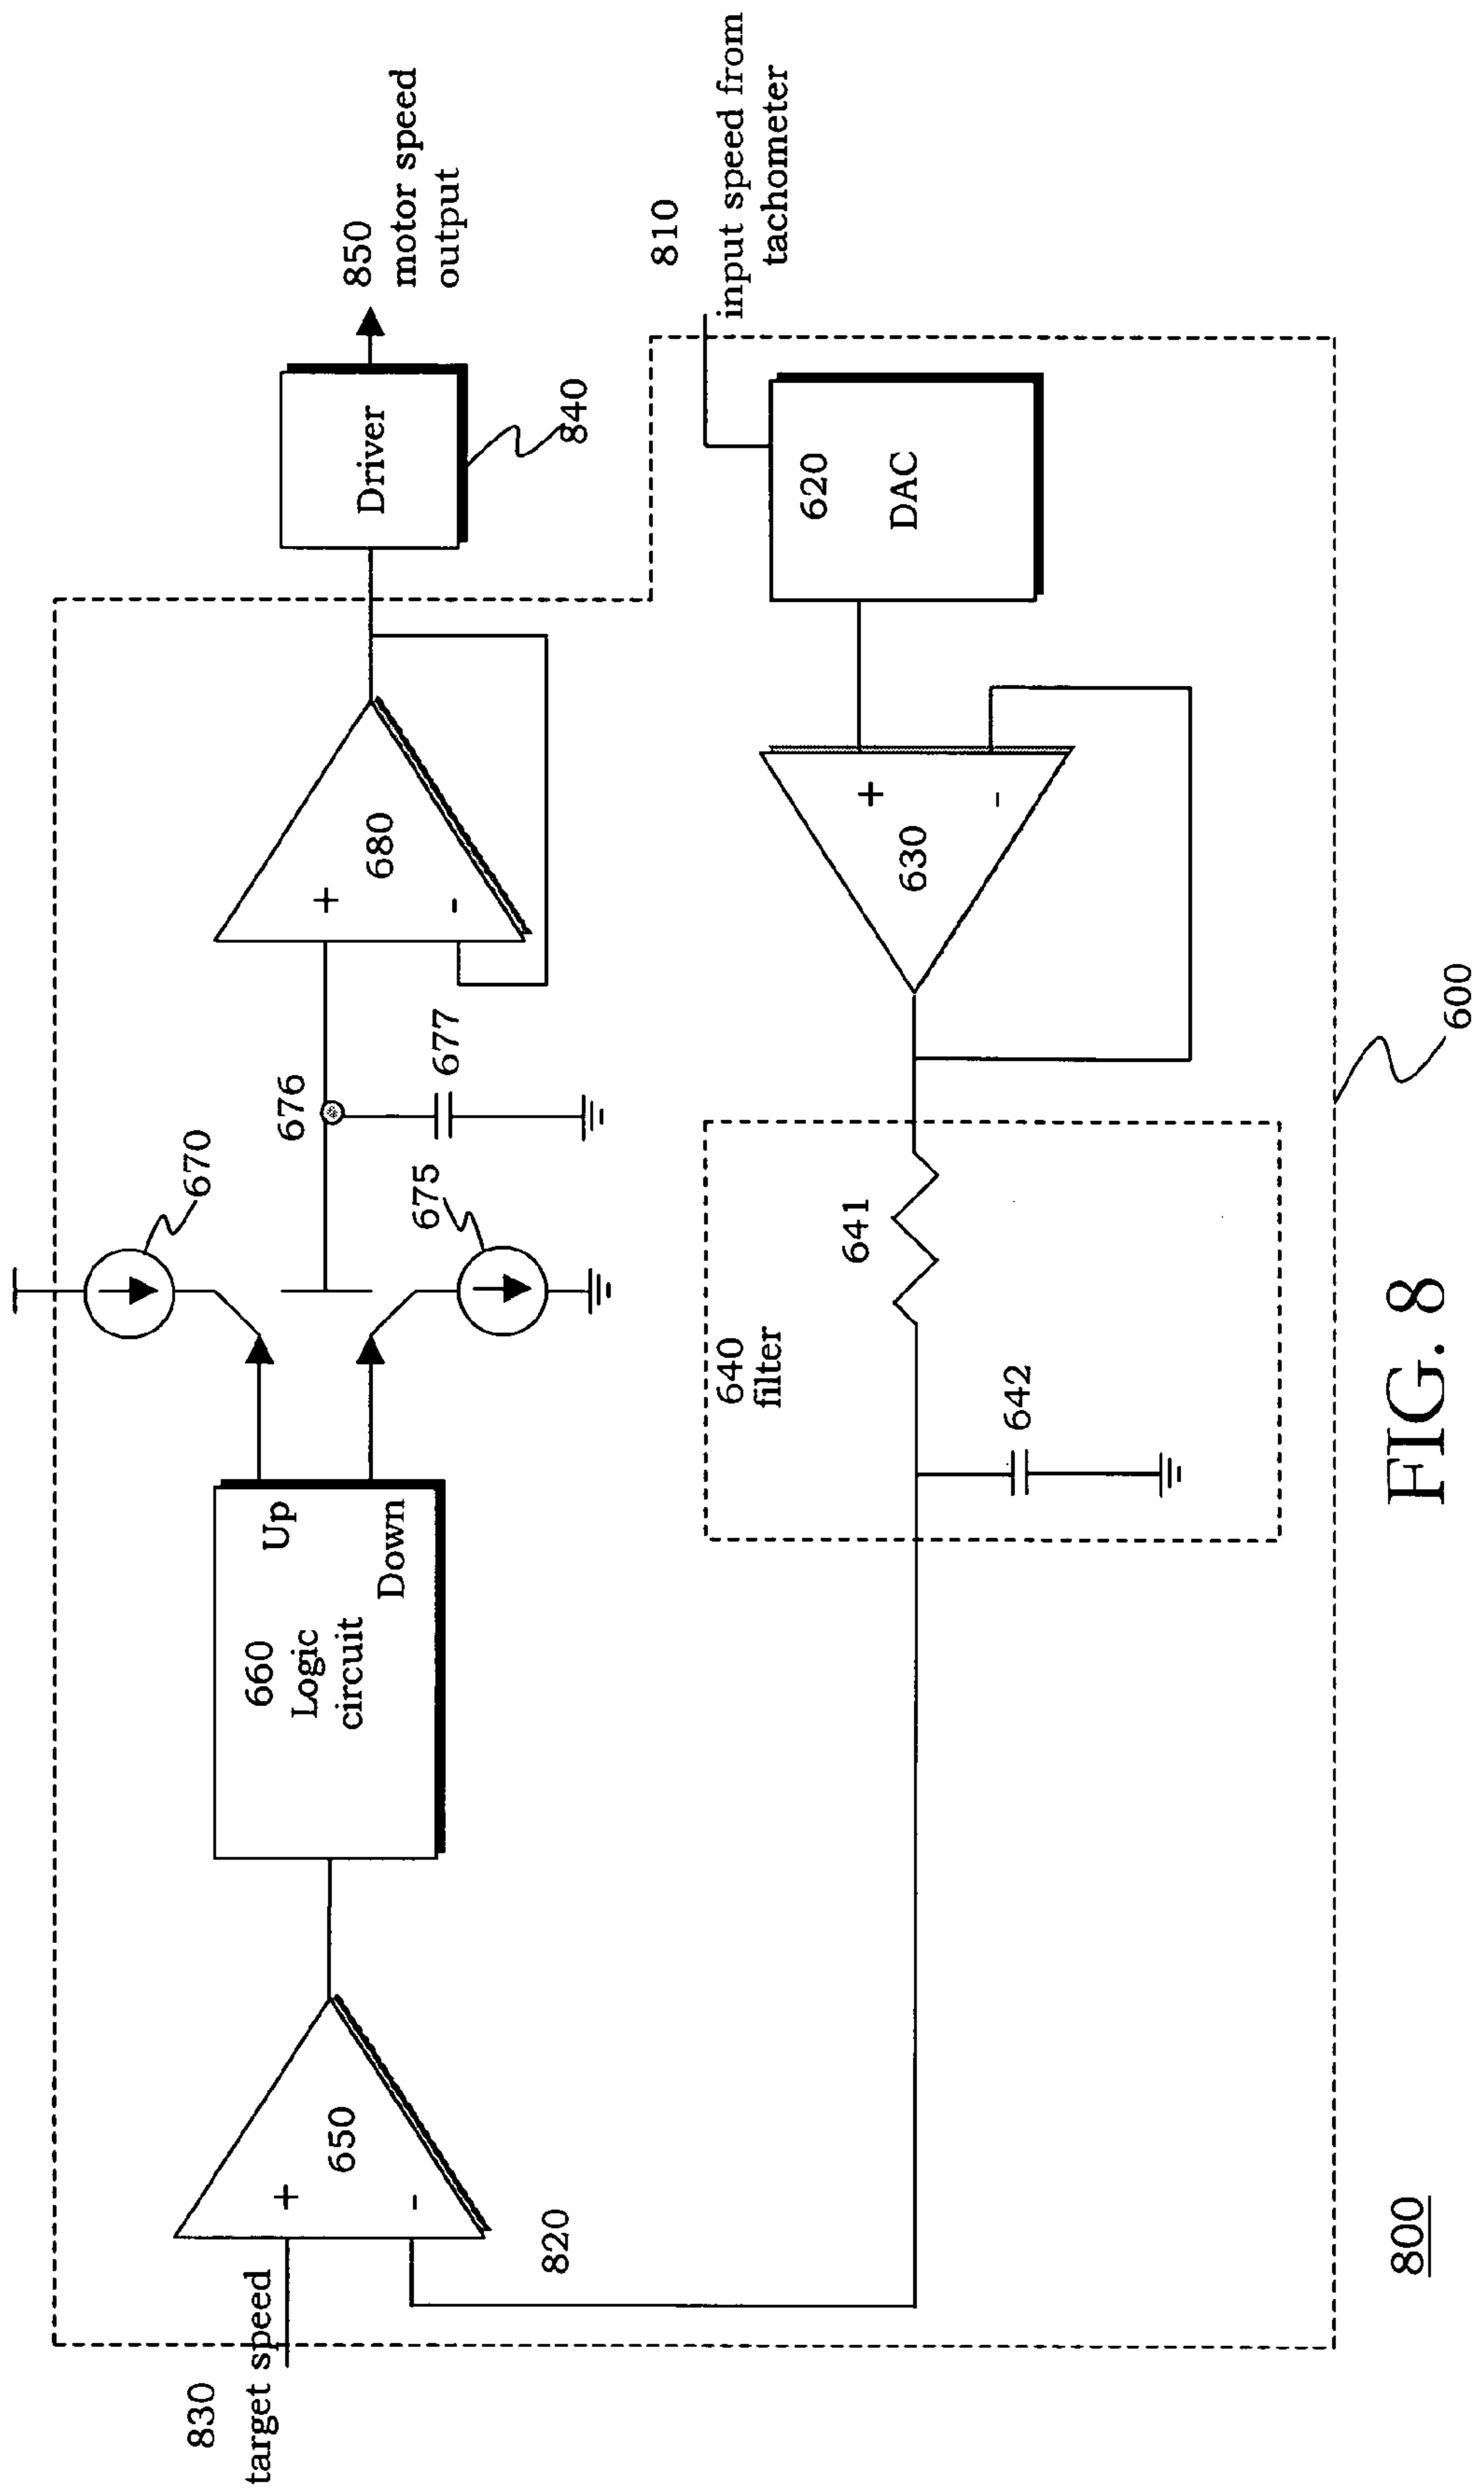 830
target speed
+
-
650
820
660
Logic
circuit
Up
Down
670
675
676
677
+
-
680
Driver
840
850
motor speed
output
810
input speed from
tachometer
620
DAC
+
-
630
640
filter
641
642
600
800
FIG. 8